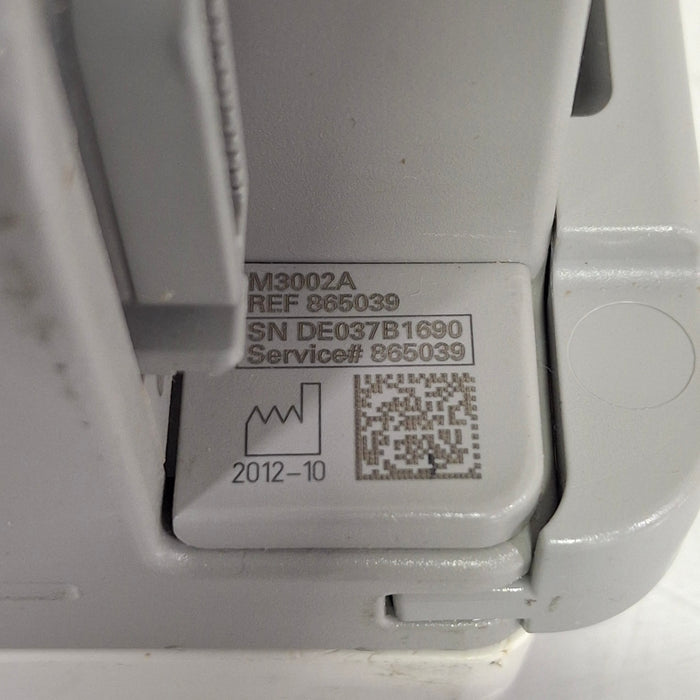 M3002A
REF 865039
SN DE037B1690
Service# 865039
2012-10